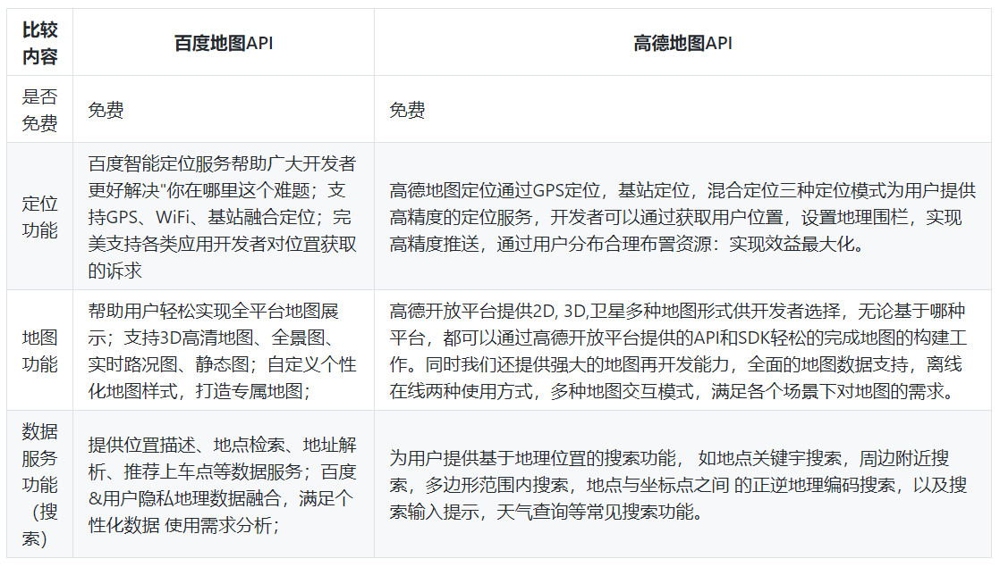 比较
内容
百度地图API
高德地图API
是否
免费
免费
免费
定位
功能
百度智能定位服务帮助广大开发者
更好解决"你在哪里这个难题；支
持GPS、WiFi、基站融合定位；完
美支持各类应用开发者对位置获取
的诉求
高德地图定位通过GPS定位，基站定位，混合定位三种定位模式为用户提供
高精度的定位服务，开发者可以通过获取用户位置，设置地理围栏，实现
高精度推送，通过用户分布合理布置资源：实现效益最大化。
地图
功能
帮助用户轻松实现全平台地图展
示；支持3D高清地图、全景图、
实时路况图、静态图；自定义个性
化地图样式，打造专属地图；
高德开放平台提供2D, 3D,卫星多种地图形式供开发者选择，无论基于哪种
平台，都可以通过高德开放平台提供的API和SDK轻松的完成地图的构建工
作。同时我们还提供强大的地图再开发能力，全面的地图数据支持，离线
在线两种使用方式，多种地图交互模式，满足各个场景下对地图的需求。
数据
服务
功能
（搜
索）
提供位置描述、地点检索、地址解
析、推荐上车点等数据服务；百度
&用户隐私地理数据融合，满足个
性化数据 使用需求分析；
为用户提供基于地理位置的搜索功能， 如地点关键宇搜索，周边附近搜
索，多边形范围内搜索，地点与坐标点之间 的正逆地理编码搜索，以及搜
索输入提示，天气查询等常见搜索功能。